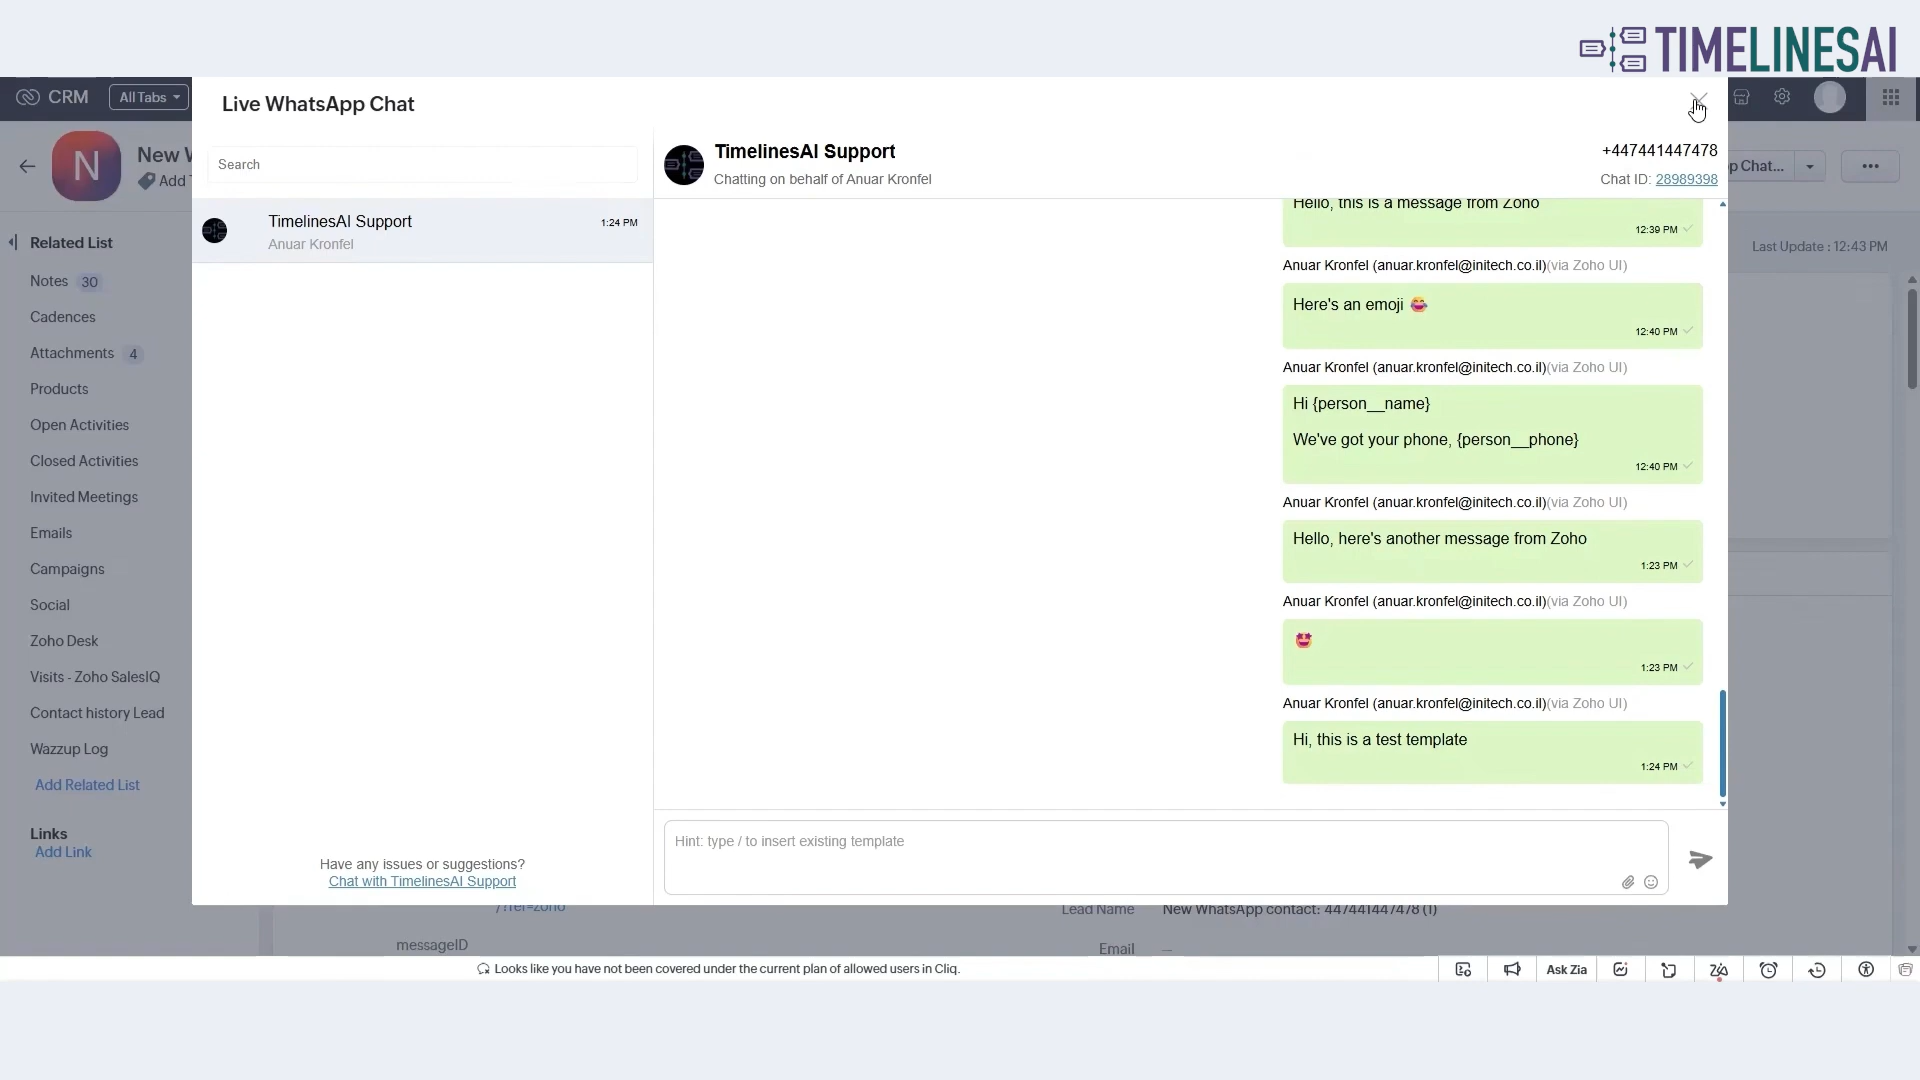 TIMELINESAI
CRM
All Tabs
Live WhatsApp Chat
N
New W
Add T
p Chat...
Search
TimelinesAI Support
Chatting on behalf of Anuar Kronfel
+447441447478
Chat ID: 28989398
TimelinesAI Support
1:24 PM
Anuar Kronfel
Last Update : 12:43 PM
Related List
Notes 30
Cadences
Attachments 4
Products
Open Activities
Closed Activities
Invited Meetings
Emails
Campaigns
Social
Zoho Desk
Visits - Zoho SalesIQ
Contact history Lead
Wazzup Log
Add Related List
Links
Add Link
Hello, this is a message from Zoho
12:39 PM
Anuar Kronfel (anuar.kronfel@initech.co.il)(via Zoho UI)
Here's an emoji 😂
12:40 PM
Anuar Kronfel (anuar.kronfel@initech.co.il)(via Zoho UI)
Hi {person__name}
We've got your phone, {person__phone}
12:40 PM
Anuar Kronfel (anuar.kronfel@initech.co.il)(via Zoho UI)
Hello, here's another message from Zoho
1:23 PM
Anuar Kronfel (anuar.kronfel@initech.co.il)(via Zoho UI)
🤩
1:23 PM
Anuar Kronfel (anuar.kronfel@initech.co.il)(via Zoho UI)
Hi, this is a test template
1:24 PM
Hint: type / to insert existing template
Have any issues or suggestions?
Chat with TimelinesAI Support
/?ref=zoho
Lead Name New WhatsApp contact: 447441447478 (1)
messageID
Email —
Looks like you have not been covered under the current plan of allowed users in Cliq.
Ask Zia